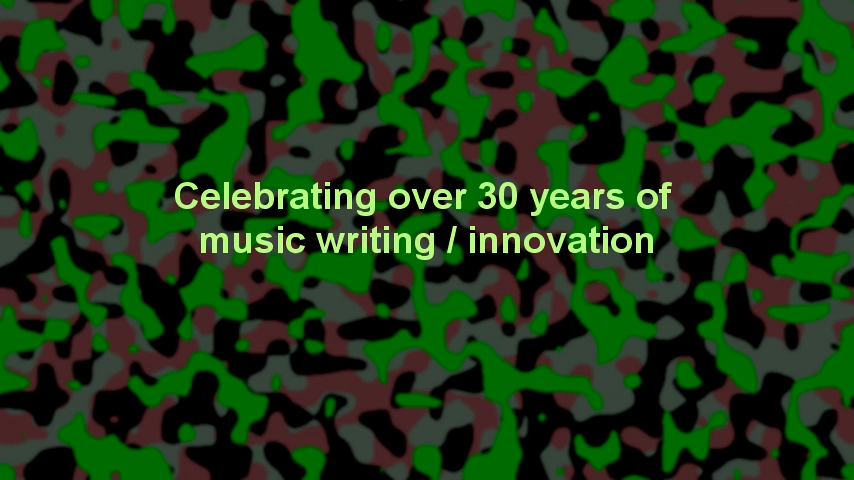 Celebrating over 30 years of
music writing / innovation